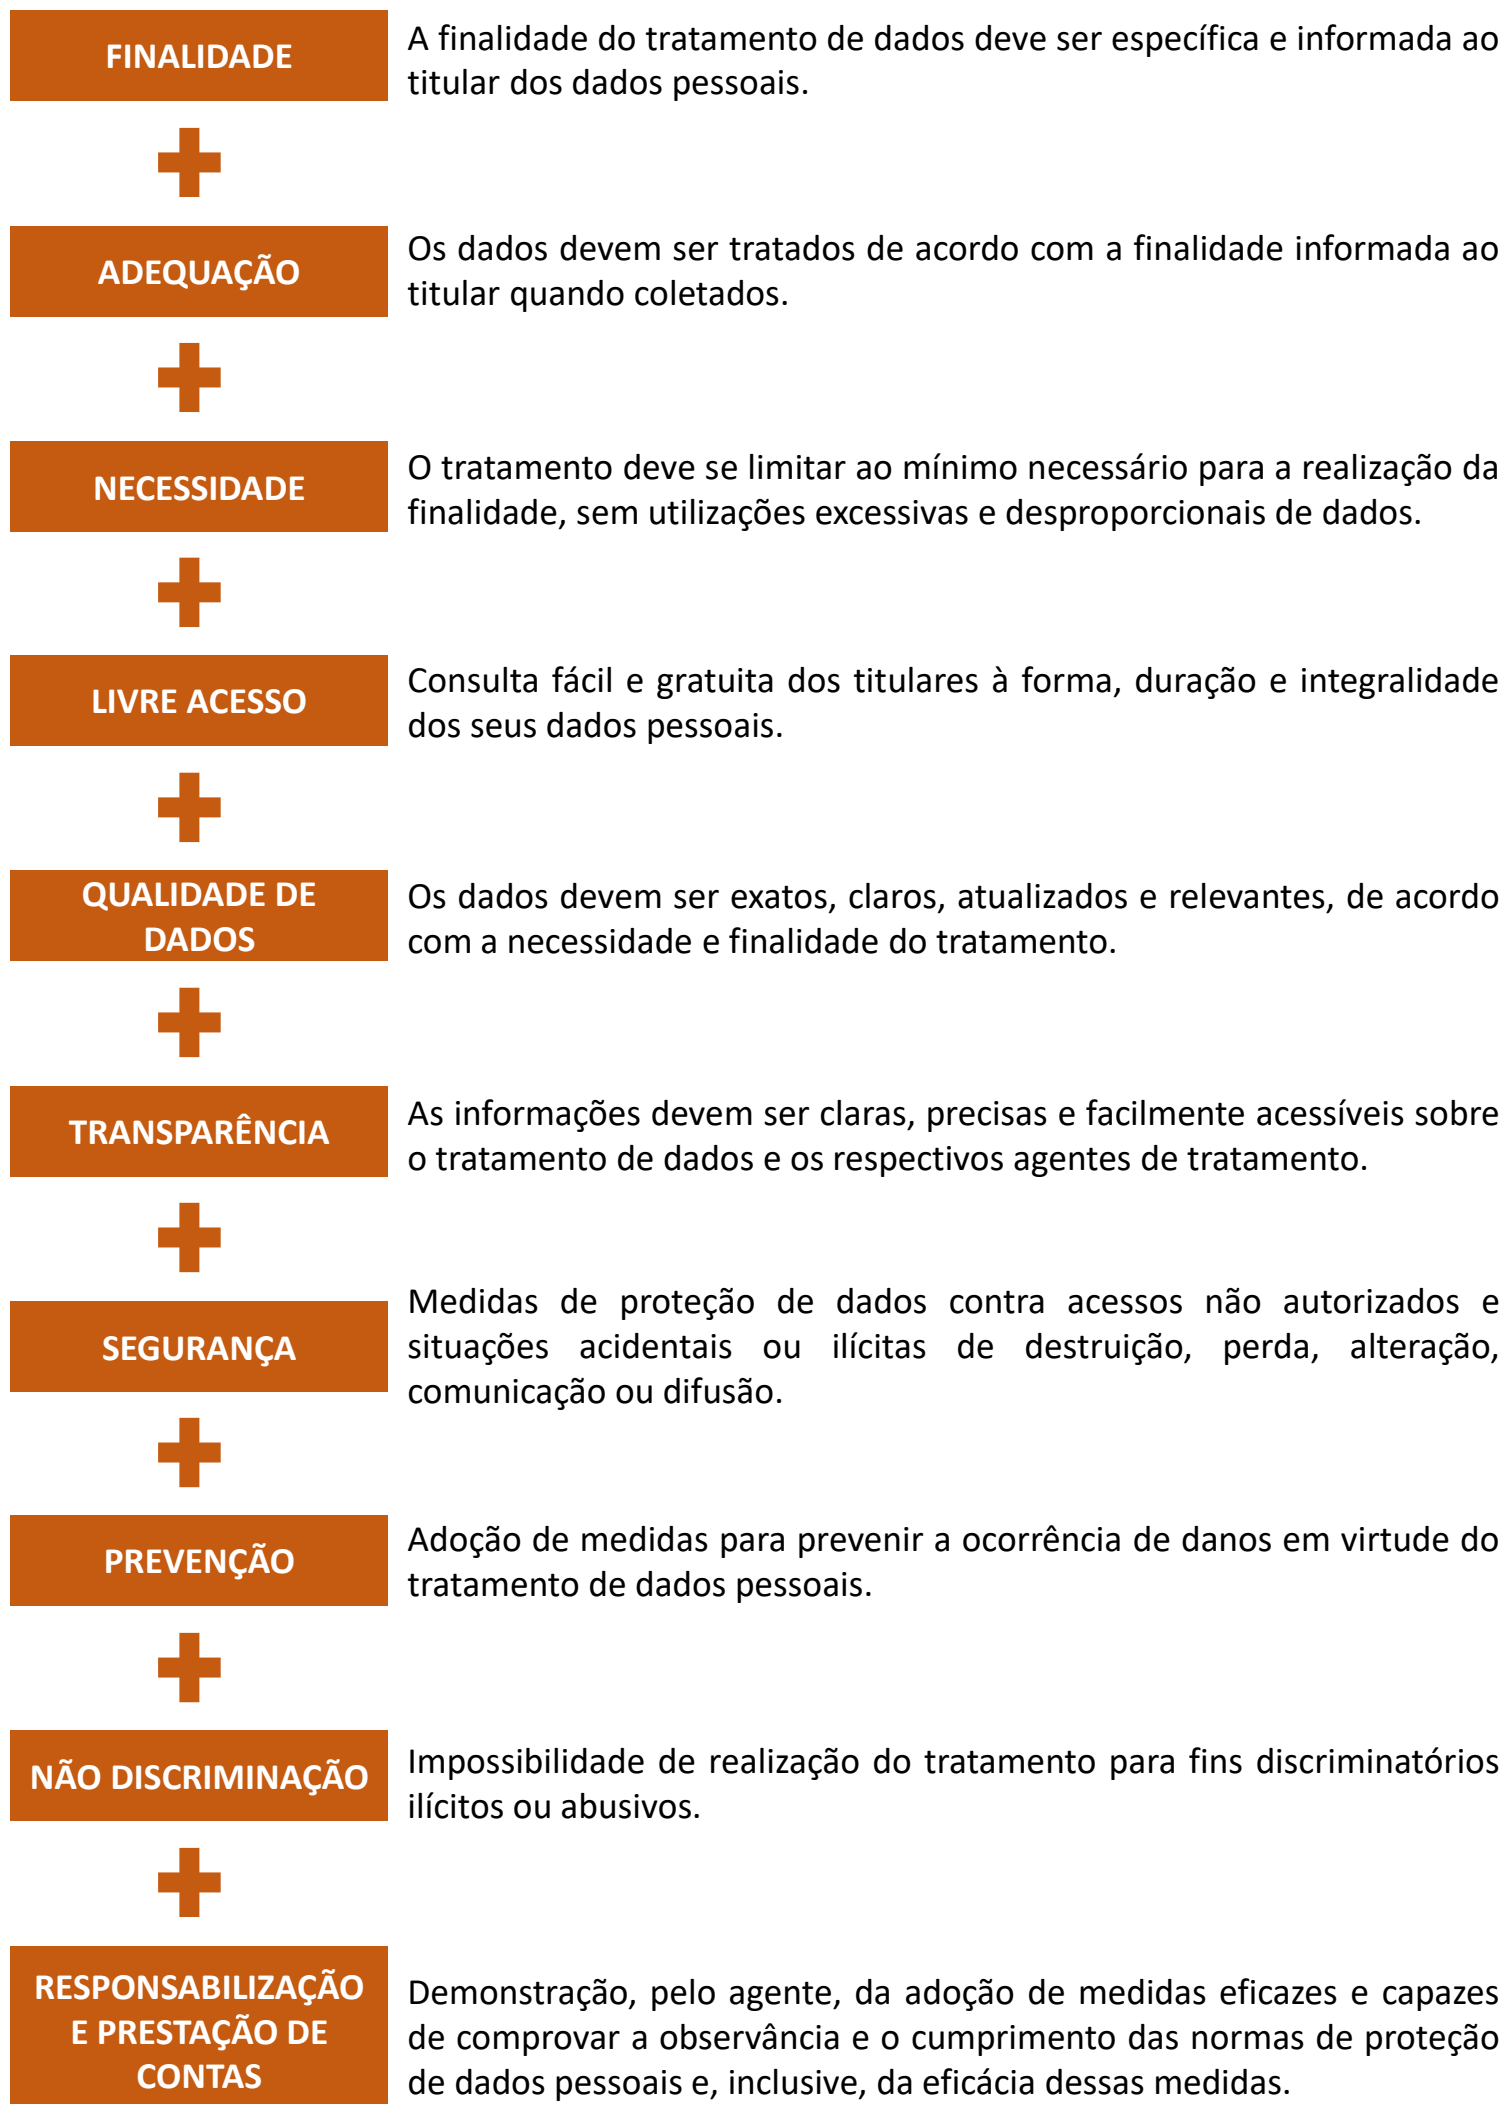 FINALIDADE
A finalidade do tratamento de dados deve ser específica e informada ao
titular dos dados pessoais.
ADEQUAÇÃO
Os dados devem ser tratados de acordo com a finalidade informada ao
titular quando coletados.
NECESSIDADE
O tratamento deve se limitar ao mínimo necessário para a realização da
finalidade, sem utilizações excessivas e desproporcionais de dados.
LIVRE ACESSO
Consulta fácil e gratuita dos titulares à forma, duração e integralidade
dos seus dados pessoais.
QUALIDADE DE
DADOS
Os dados devem ser exatos, claros, atualizados e relevantes, de acordo
com a necessidade e finalidade do tratamento.
TRANSPARÊNCIA
As informações devem ser claras, precisas e facilmente acessíveis sobre
o tratamento de dados e os respectivos agentes de tratamento.
SEGURANÇA
Medidas de proteção de dados contra acessos não autorizados e
situações acidentais ou ilícitas de destruição, perda, alteração,
comunicação ou difusão.
PREVENÇÃO
Adoção de medidas para prevenir a ocorrência de danos em virtude do
tratamento de dados pessoais.
NÃO DISCRIMINAÇÃO
Impossibilidade de realização do tratamento para fins discriminatórios
ilícitos ou abusivos.
RESPONSABILIZAÇÃO
E PRESTAÇÃO DE
CONTAS
Demonstração, pelo agente, da adoção de medidas eficazes e capazes
de comprovar a observância e o cumprimento das normas de proteção
de dados pessoais e, inclusive, da eficácia dessas medidas.